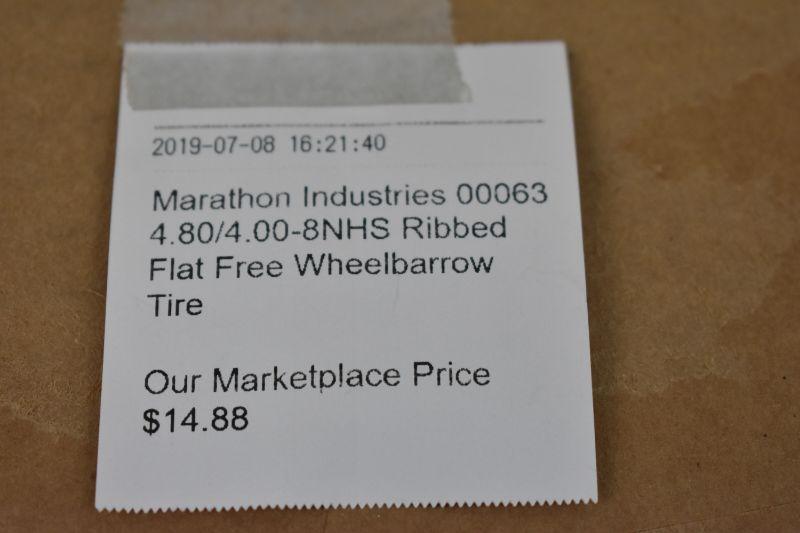 2019-07-08 16:21:40
Marathon Industries 00063
4.80/4.00-8NHS Ribbed
Flat Free Wheelbarrow
Tire
Our Marketplace Price
$14.88